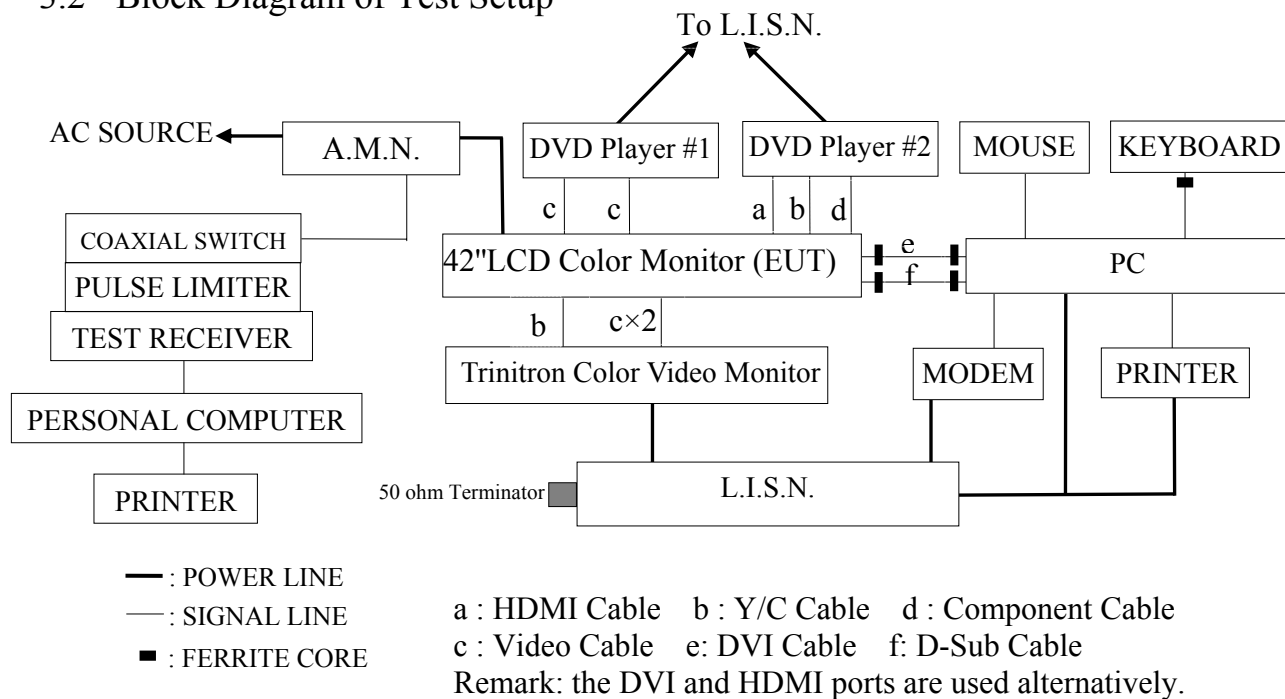 3.2 Block Diagram of Test Setup
To L.I.S.N.
AC SOURCE
A.M.N.
DVD Player #1
DVD Player #2
MOUSE
KEYBOARD
c
c
a
b
d
COAXIAL SWITCH
PULSE LIMITER
TEST RECEIVER
PERSONAL COMPUTER
PRINTER
42"LCD Color Monitor (EUT)
e
f
PC
b
c×2
Trinitron Color Video Monitor
MODEM
PRINTER
50 ohm Terminator
L.I.S.N.
: POWER LINE
: SIGNAL LINE
: FERRITE CORE
a : HDMI Cable b : Y/C Cable d : Component Cable
c : Video Cable e: DVI Cable f: D-Sub Cable
Remark: the DVI and HDMI ports are used alternatively.